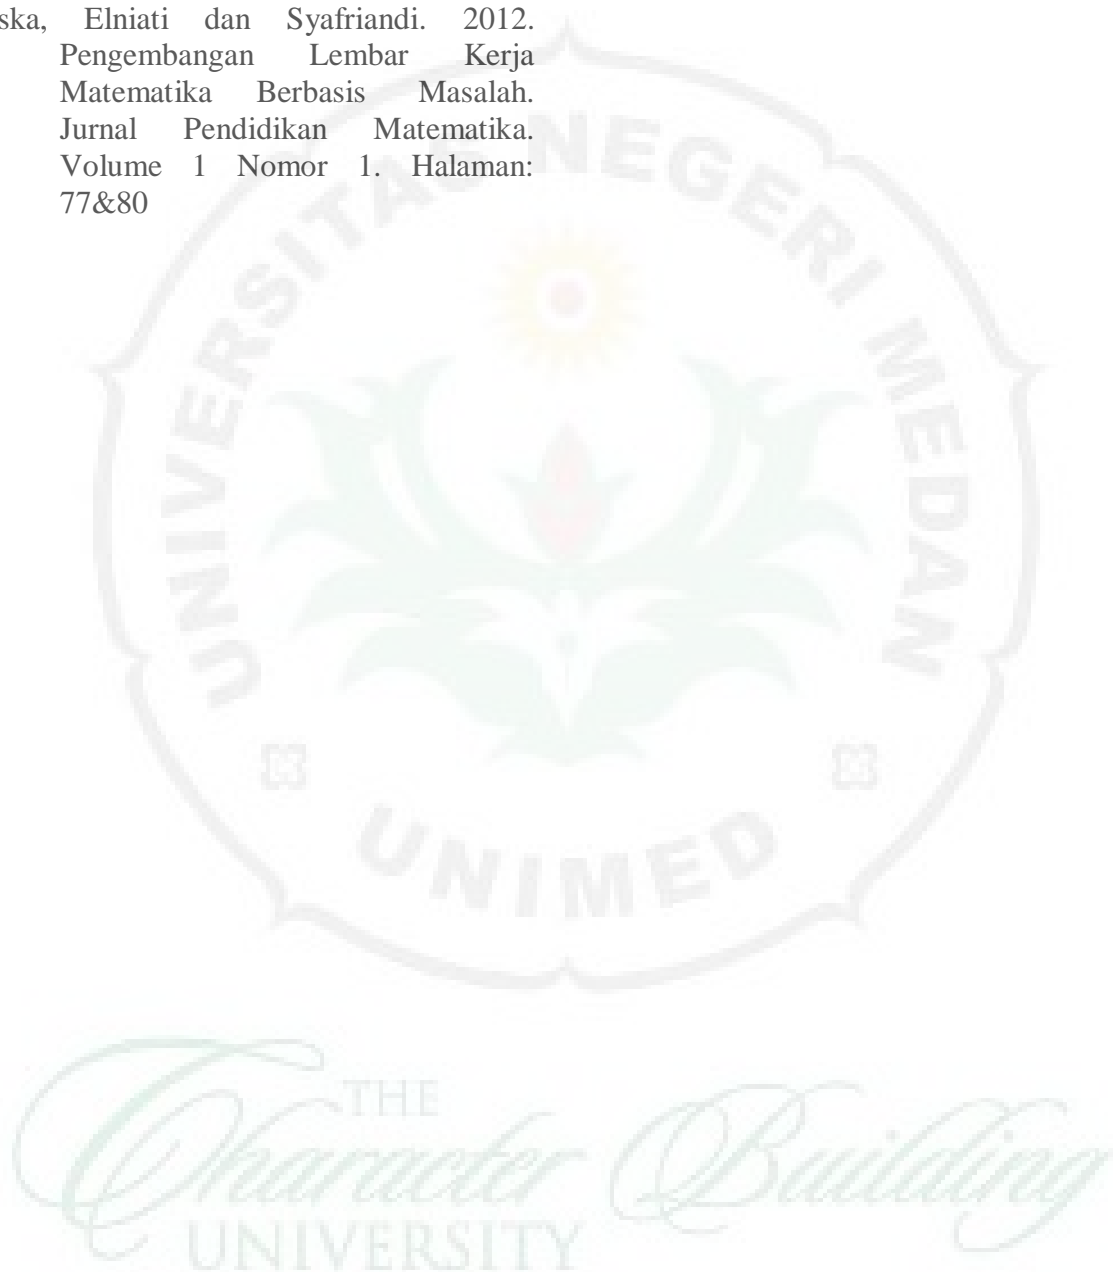 ska, Elniati dan Syafriandi. 2012.
Pengembangan Lembar Kerja
Matematika Berbasis Masalah.
Jurnal Pendidikan Matematika.
Volume 1 Nomor 1. Halaman:
77&80
UNIVERSITAS NEGERI MEDAN
UNIMED
THE
Character Building
UNIVERSITY